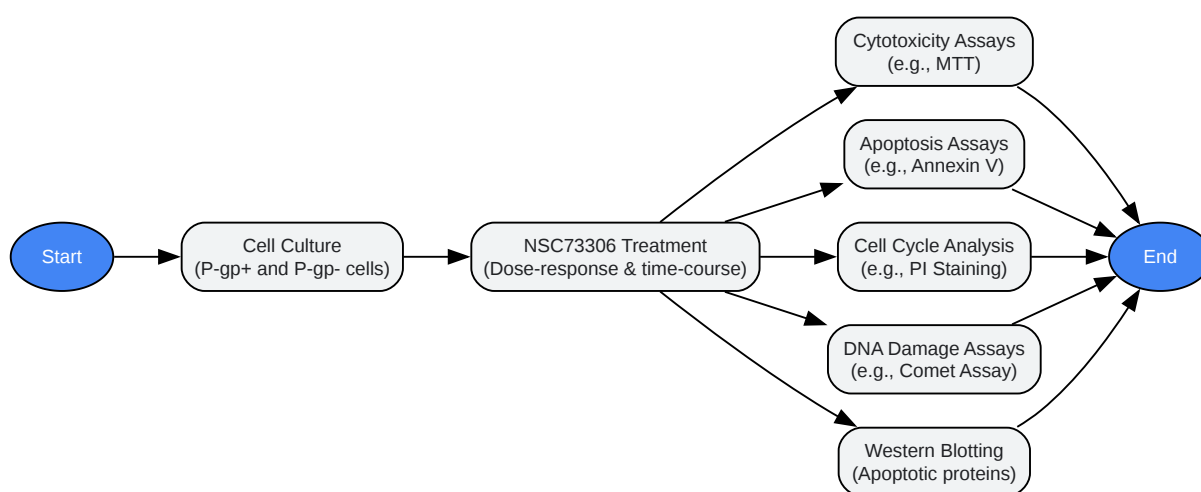 Start
Cell Culture
(P-gp+ and P-gp- cells)
NSC73306 Treatment
(Dose-response & time-course)
Cytotoxicity Assays
(e.g., MTT)
Apoptosis Assays
(e.g., Annexin V)
Cell Cycle Analysis
(e.g., PI Staining)
DNA Damage Assays
(e.g., Comet Assay)
Western Blotting
(Apoptotic proteins)
End